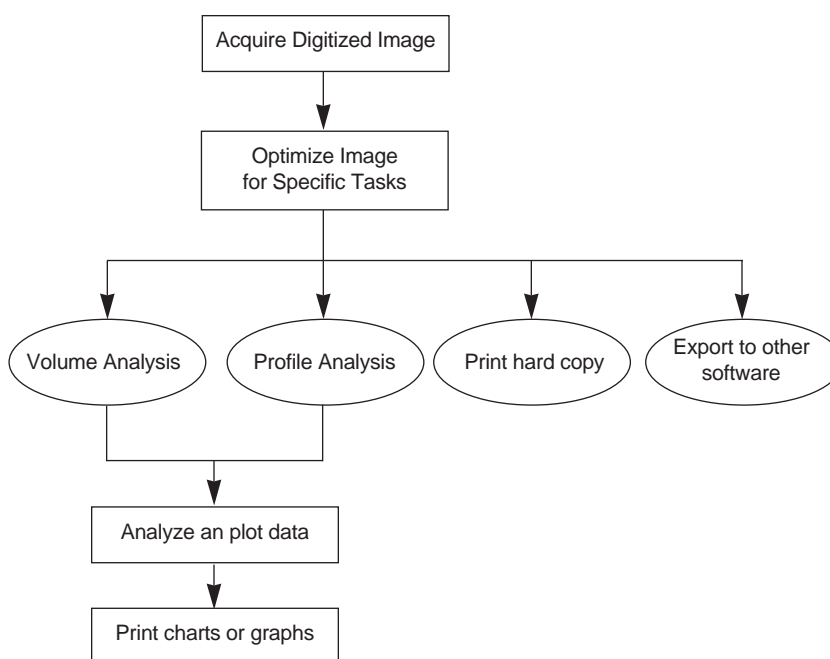 Acquire Digitized Image
Optimize Image
for Specific Tasks
Volume Analysis
Profile Analysis
Print hard copy
Export to other
software
Analyze an plot data
Print charts or graphs